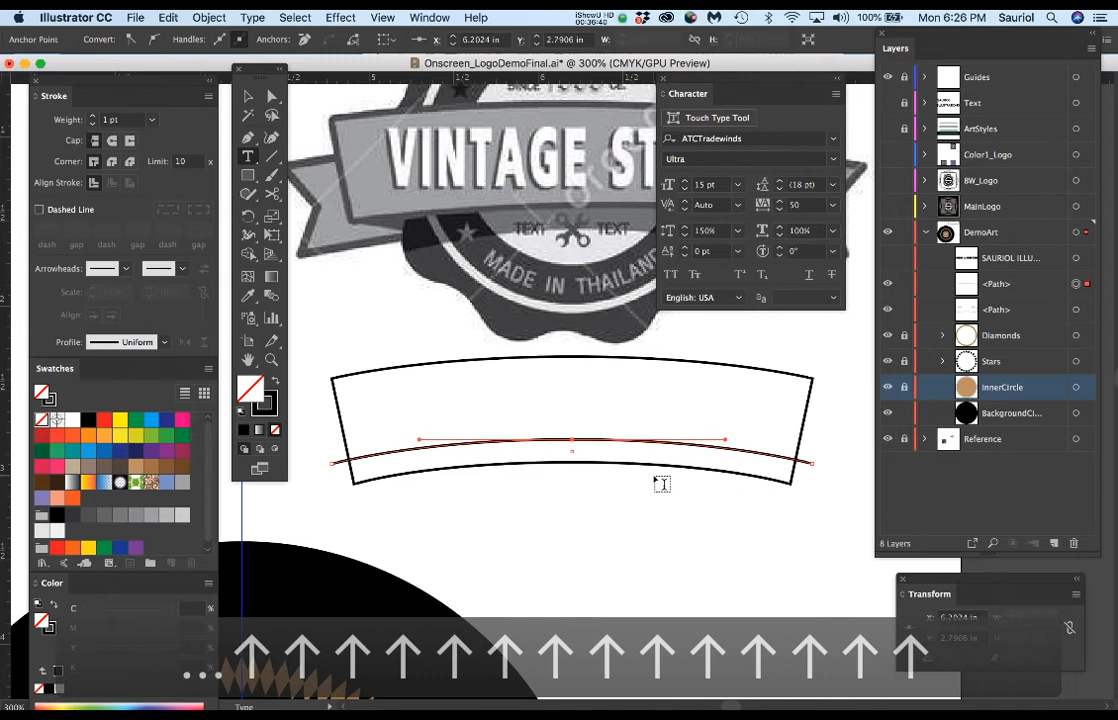 Illustrator CC File Edit Object Type Select Effect View Window Help
iShowU
00:36:40
100% Mon 6:26 PM Sauriol
Anchor Point Convert: Handles: Anchors: X: 6.2024 in Y: 2.7906 in W: H:
Onscreen_LogoDemoFinal.ai* @ 300% (CMYK/GPU Preview)
Stroke
Weight: 1 pt
Cap:
Corner: Limit: 10 x
Align Stroke:
Dashed Line
dash gap dash gap dash gap
Arrowheads:
Scale:
Align:
Profile: Uniform
Swatches
Color
C %
M
Y
K
VINTAGE ST
TEXT TEXT
MADE IN THAILAND
Character
Touch Type Tool
ATCTradewinds
Ultra
15 pt (18 pt)
Auto 50
150% 100%
0 pt 0°
English: USA
Layers
Guides
Text
ArtStyles
Color1_Logo
BW_Logo
MainLogo
DemoArt
SAURIOL ILLU...
<Path>
<Path>
Diamonds
Stars
InnerCircle
BackgroundCI...
Reference
8 Layers
Transform
X: 6.2024 in
Y: 2.7906 in
... ↑ ↑ ↑ ↑ ↑ ↑ ↑ ↑ ↑ ↑ ↑ ↑ ↑ ↑
300% Type